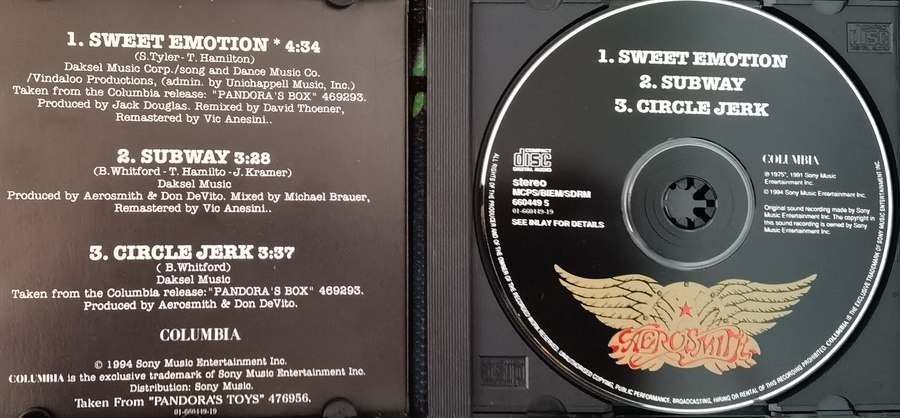 1. SWEET EMOTION * 4:34
(S.Tyler - T. Hamilton)
Daksel Music Corp./song and Dance Music Co.
/Vindaloo Productions, (admin. by Unichappell Music, Inc.)
Taken from the Columbia release: "PANDORA'S BOX" 469293.
Produced by Jack Douglas. Remixed by David Thoener,
Remastered by Vic Anesini..
2. SUBWAY 3:28
(B.Whitford - T. Hamilto - J.Kramer)
Daksel Music
Produced by Aerosmith & Don DeVito. Mixed by Michael Brauer,
Remastered by Vic Anesini..
3. CIRCLE JERK 3:37
( B.Whitford)
Daksel Music
Taken from the Columbia release: "PANDORA'S BOX" 469293.
Produced by Aerosmith & Don DeVito.
COLUMBIA
© 1994 Sony Music Entertainment Inc.
COLUMBIA is the exclusive trademark of Sony Music Entertainment Inc.
Distribution: Sony Music.
Taken From "PANDORA'S TOYS" 476956.
01-660449-19
1. SWEET EMOTION
2. SUBWAY
3. CIRCLE JERK
COMPACT
disc
DIGITAL AUDIO
stereo
MCPS/BIEM/SDRM
660449 5
01-660449-19
SEE INLAY FOR DETAILS
COLUMBIA
℗ 1975*, 1991 Sony Music
Entertainment Inc.
© 1994 Sony Music Entertainment Inc.
Original sound recording made by Sony
Music Entertainment Inc. The copyright in
this sound recording is owned by Sony
Music Entertainment Inc.
AEROSMITH
ALL RIGHTS OF THE PRODUCER AND OF THE OWNER OF THE RECORDED WORK RESERVED. UNAUTHORIZED COPYING, PUBLIC PERFORMANCE, BROADCASTING, HIRING OR RENTAL OF THIS RECORDING PROHIBITED. COLUMBIA IS THE EXCLUSIVE TRADEMARK OF SONY MUSIC ENTERTAINMENT INC.